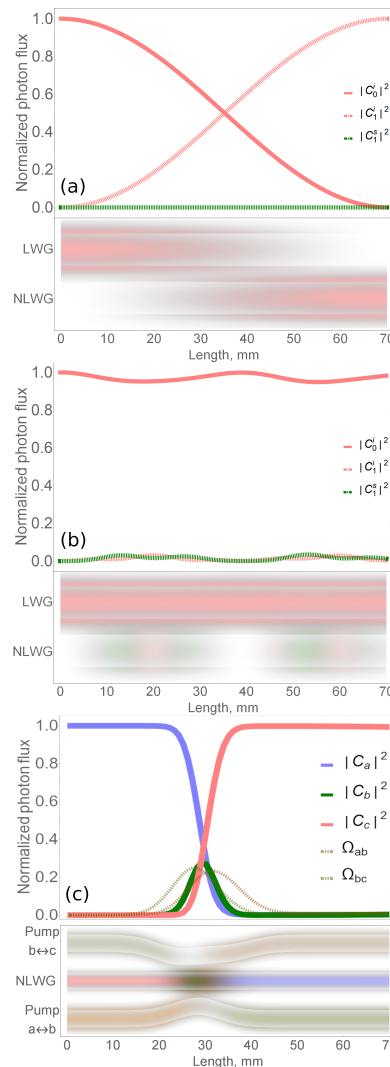 1.0
0.8
0.6
0.4
0.2
0.0
Normalized photon flux
|C₀ⁱ|²
|C₁ⁱ|²
|C₁ˢ|²
(a)
LWG
NLWG
0 10 20 30 40 50 60 70
Length, mm
1.0
0.8
0.6
0.4
0.2
0.0
Normalized photon flux
|C₀ⁱ|²
|C₁ⁱ|²
|C₁ˢ|²
(b)
LWG
NLWG
0 10 20 30 40 50 60 70
Length, mm
1.0
0.8
0.6
0.4
0.2
0.0
Normalized photon flux
|Cₐ|²
|C_b|²
|C_c|²
Ω_ab
Ω_bc
(c)
Pump
b↔c
NLWG
Pump
a↔b
0 10 20 30 40 50 60 70
Length, mm